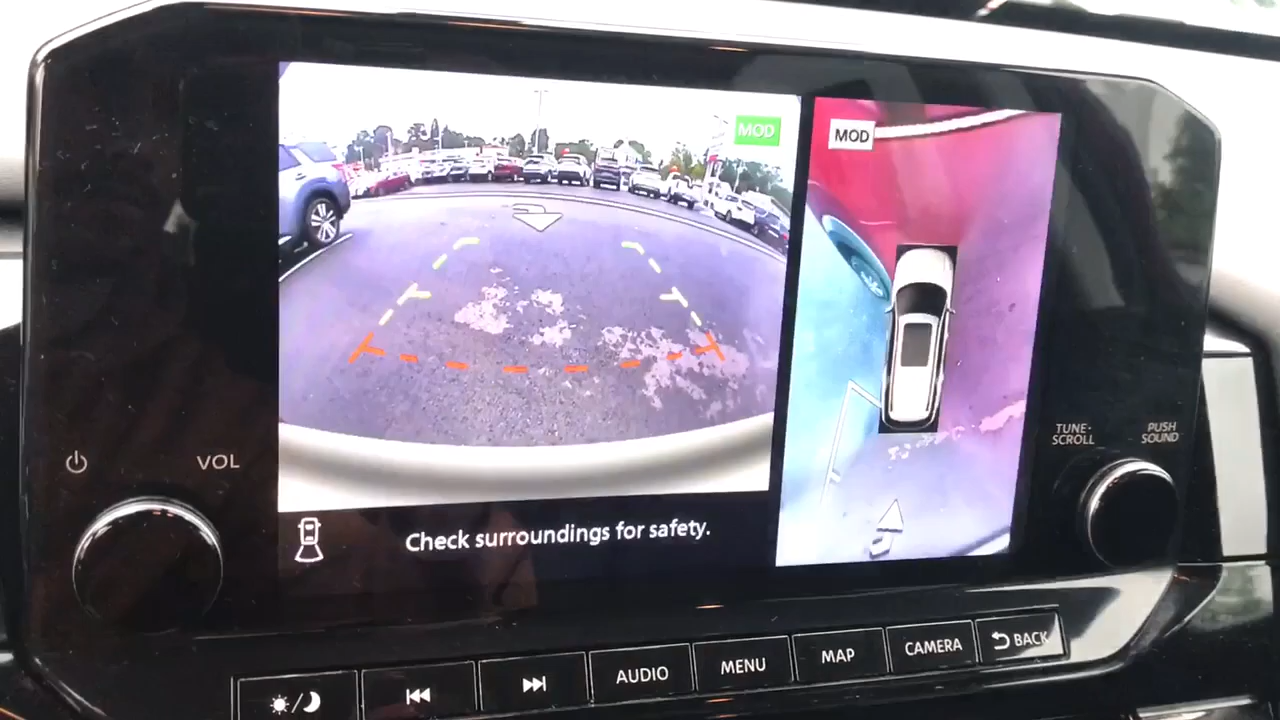 MOD
MOD
Check surroundings for safety.
VOL
TUNE·
SCROLL
PUSH
SOUND
AUDIO
MENU
MAP
CAMERA
BACK